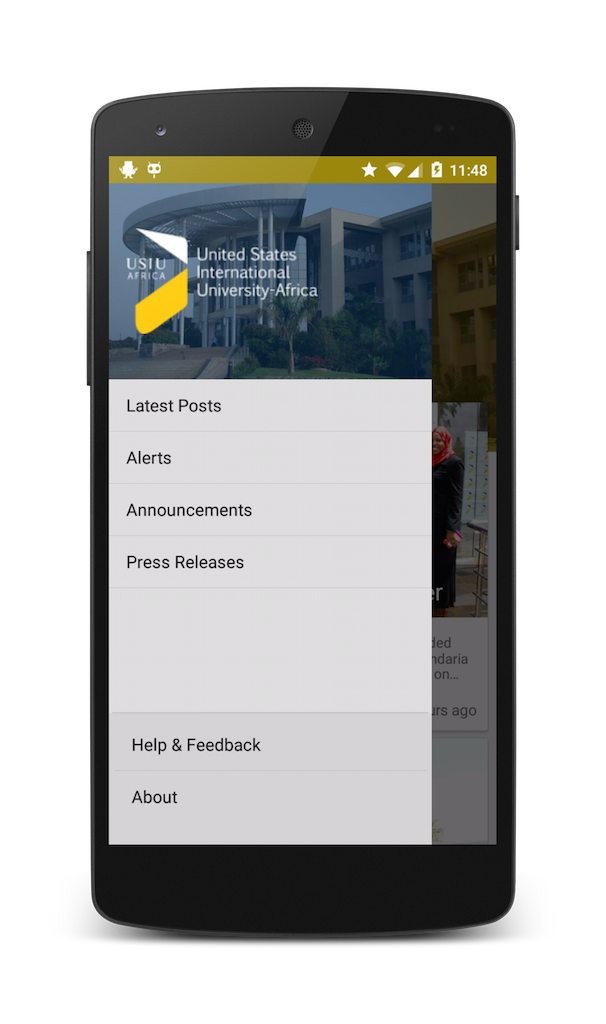 11:48
USIU
AFRICA
United States
International
University-Africa
Latest Posts
Alerts
Announcements
Press Releases
Help & Feedback
About
er
ded
ndaria
on...
urs ago